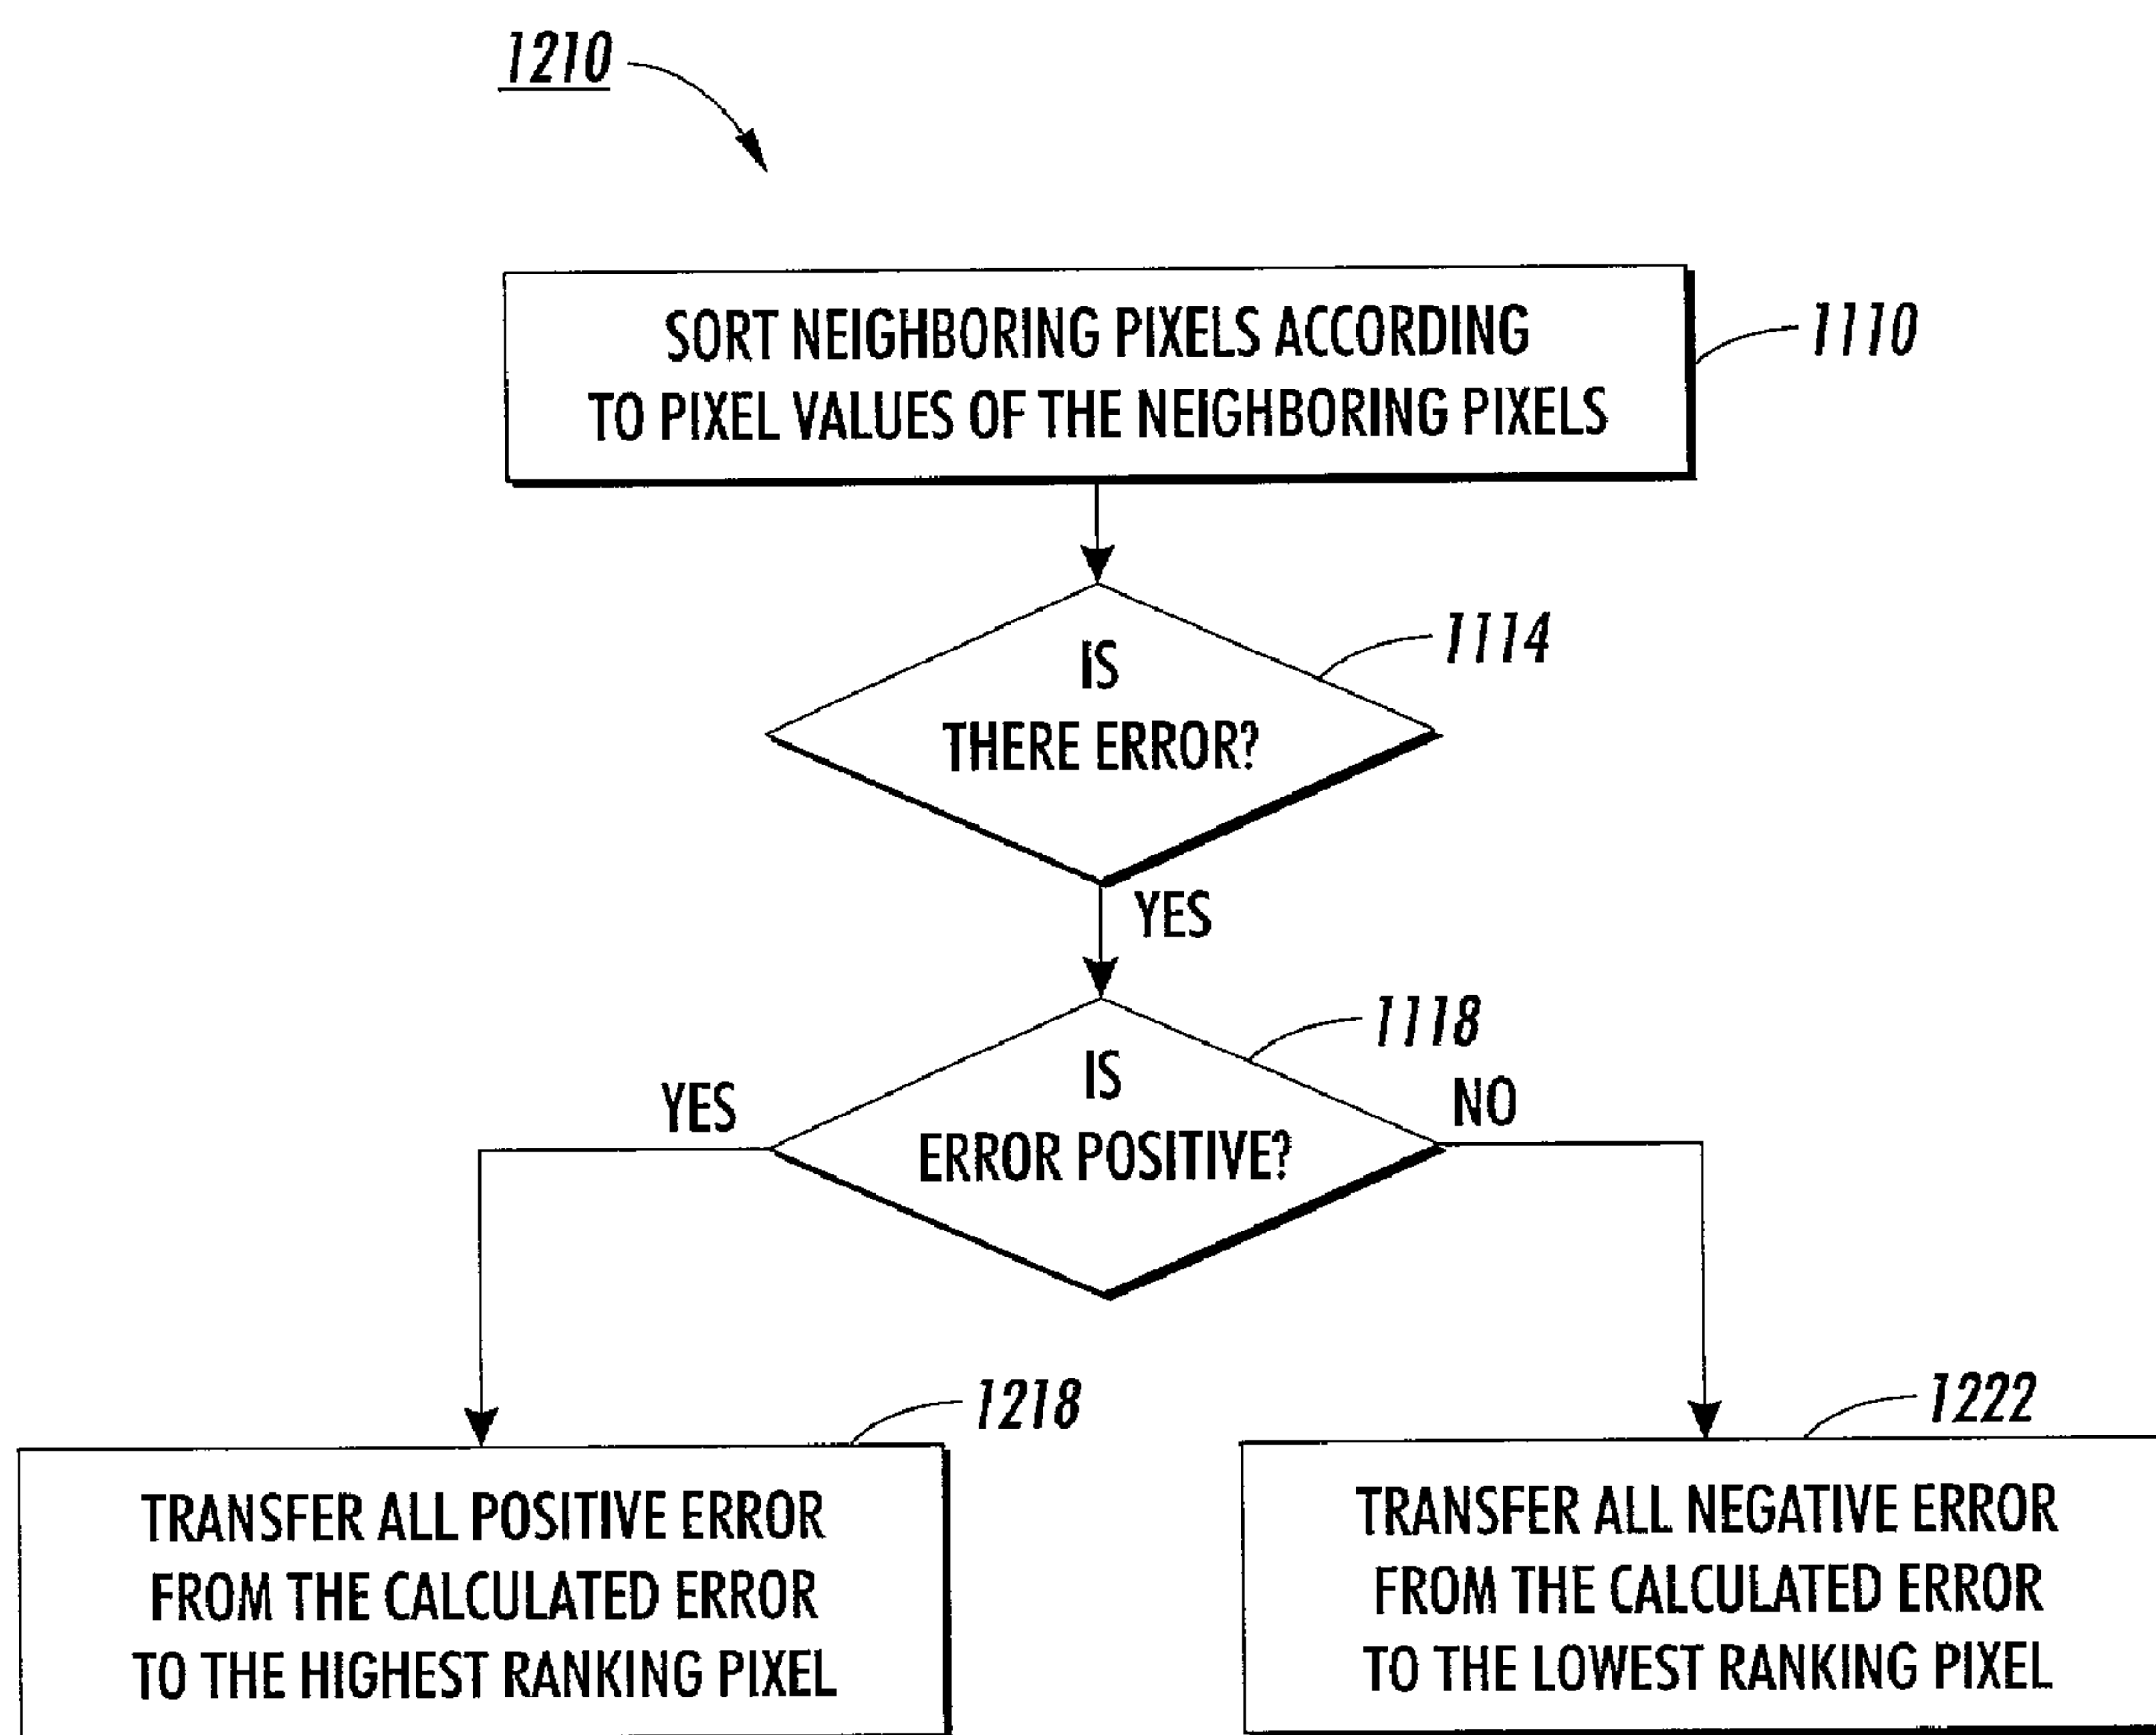 1210
SORT NEIGHBORING PIXELS ACCORDING
TO PIXEL VALUES OF THE NEIGHBORING PIXELS
1110
IS
THERE ERROR?
1114
YES
IS
ERROR POSITIVE?
1118
YES
NO
1218
TRANSFER ALL POSITIVE ERROR
FROM THE CALCULATED ERROR
TO THE HIGHEST RANKING PIXEL
1222
TRANSFER ALL NEGATIVE ERROR
FROM THE CALCULATED ERROR
TO THE LOWEST RANKING PIXEL